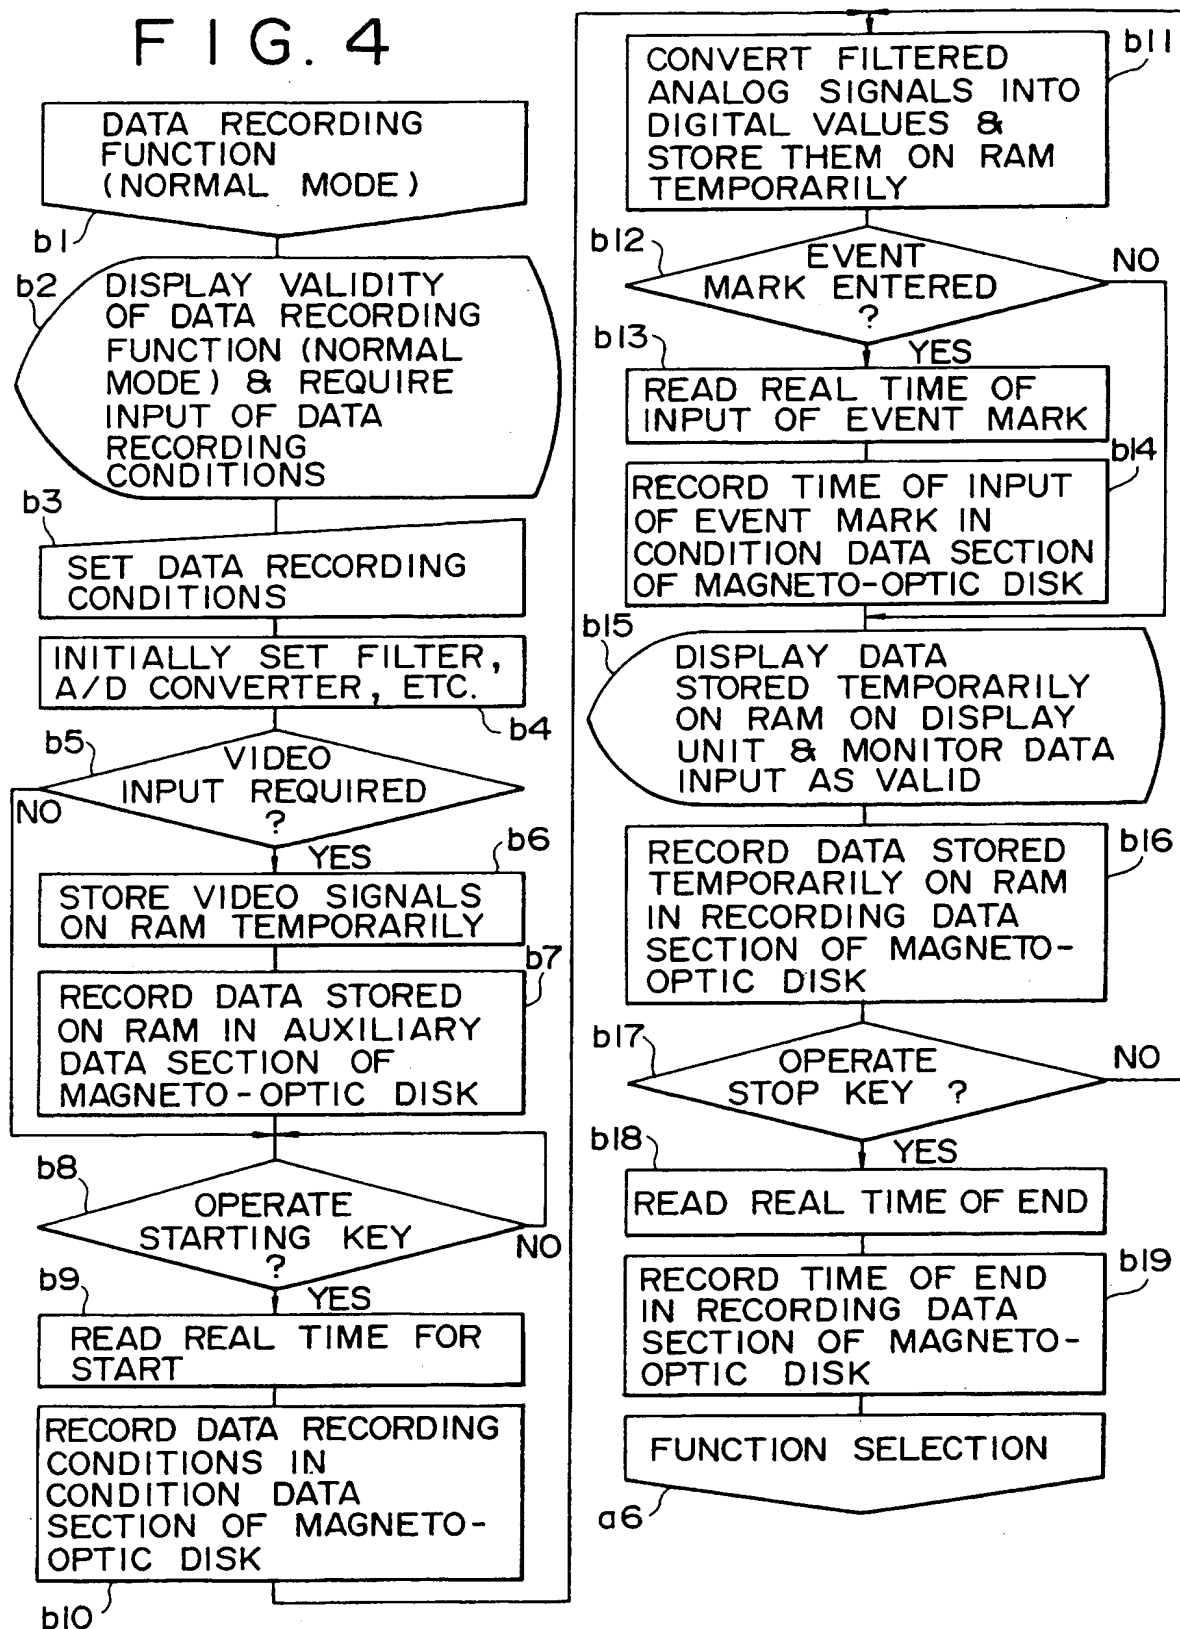 FIG. 4
DATA RECORDING
FUNCTION
(NORMAL MODE)
b1
b2
DISPLAY VALIDITY
OF DATA RECORDING
FUNCTION (NORMAL
MODE) & REQUIRE
INPUT OF DATA
RECORDING
CONDITIONS
b3
SET DATA RECORDING
CONDITIONS
INITIALLY SET FILTER,
A/D CONVERTER, ETC.
b4
b5
VIDEO
INPUT REQUIRED
?
NO
YES
b6
STORE VIDEO SIGNALS
ON RAM TEMPORARILY
b7
RECORD DATA STORED
ON RAM IN AUXILIARY
DATA SECTION OF
MAGNETO-OPTIC DISK
b8
OPERATE
STARTING KEY
?
NO
YES
b9
READ REAL TIME FOR
START
RECORD DATA RECORDING
CONDITIONS IN
CONDITION DATA
SECTION OF MAGNETO-
OPTIC DISK
b10
b11
CONVERT FILTERED
ANALOG SIGNALS INTO
DIGITAL VALUES &
STORE THEM ON RAM
TEMPORARILY
b12
EVENT
MARK ENTERED
?
NO
YES
b13
READ REAL TIME OF
INPUT OF EVENT MARK
b14
RECORD TIME OF INPUT
OF EVENT MARK IN
CONDITION DATA SECTION
OF MAGNETO-OPTIC DISK
b15
DISPLAY DATA
STORED TEMPORARILY
ON RAM ON DISPLAY
UNIT & MONITOR DATA
INPUT AS VALID
b16
RECORD DATA STORED
TEMPORARILY ON RAM
IN RECORDING DATA
SECTION OF MAGNETO-
OPTIC DISK
b17
OPERATE
STOP KEY ?
NO
YES
b18
READ REAL TIME OF END
b19
RECORD TIME OF END
IN RECORDING DATA
SECTION OF MAGNETO-
OPTIC DISK
FUNCTION SELECTION
a6